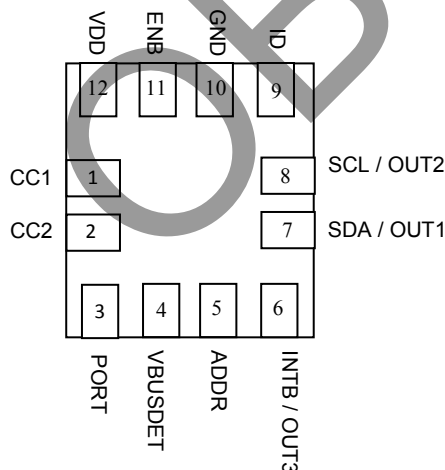 VDD
ENB
GND
ID
12
11
10
9
CC1
1
8
SCL / OUT2
CC2
2
7
SDA / OUT1
3
4
5
6
PORT
VBUSDET
ADDR
INTB / OUT3